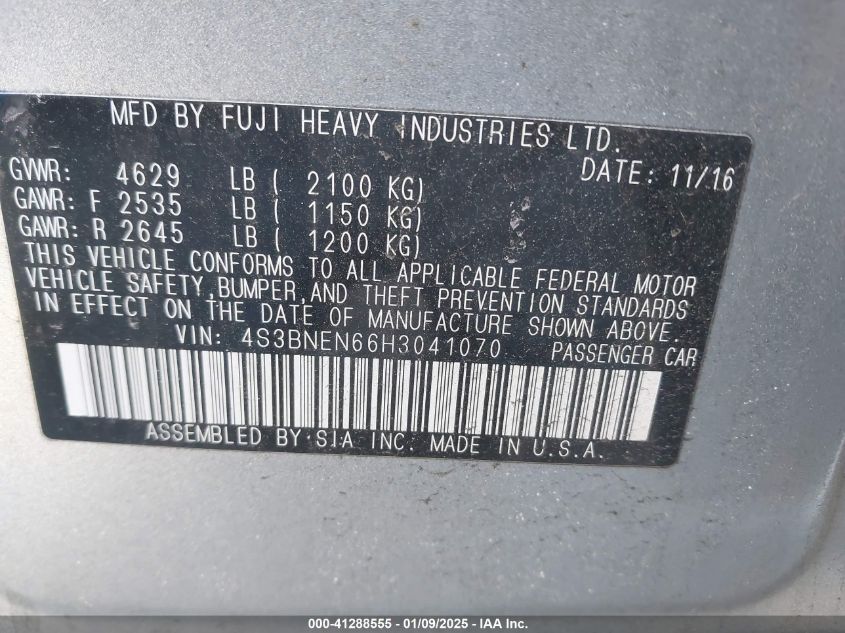 MFD BY FUJI HEAVY INDUSTRIES LTD.
DATE: 11/16
GVWR: 4629 LB ( 2100 KG)
GAWR: F 2535 LB ( 1150 KG)
GAWR: R 2645 LB ( 1200 KG)
THIS VEHICLE CONFORMS TO ALL APPLICABLE FEDERAL MOTOR
VEHICLE SAFETY, BUMPER, AND THEFT PREVENTION STANDARDS
IN EFFECT ON THE DATE OF MANUFACTURE SHOWN ABOVE.
VIN: 4S3BNEN66H3041070 PASSENGER CAR
ASSEMBLED BY SIA INC. MADE IN U.S.A.
000-41288555 - 01/09/2025 - IAA Inc.